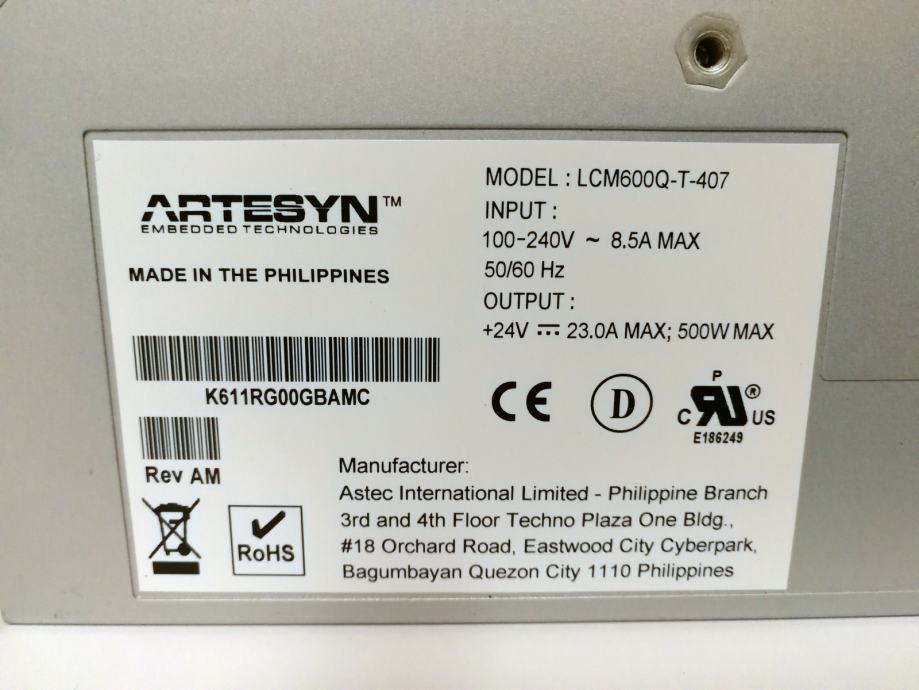 ARTESYN™
EMBEDDED TECHNOLOGIES
MADE IN THE PHILIPPINES
K611RG00GBAMC
Rev AM
RoHS
MODEL : LCM600Q-T-407
INPUT :
100-240V ~ 8.5A MAX
50/60 Hz
OUTPUT :
+24V ⎓ 23.0A MAX; 500W MAX
CE
D
P
C RU® US
E186249
Manufacturer:
Astec International Limited - Philippine Branch
3rd and 4th Floor Techno Plaza One Bldg.,
#18 Orchard Road, Eastwood City Cyberpark,
Bagumbayan Quezon City 1110 Philippines